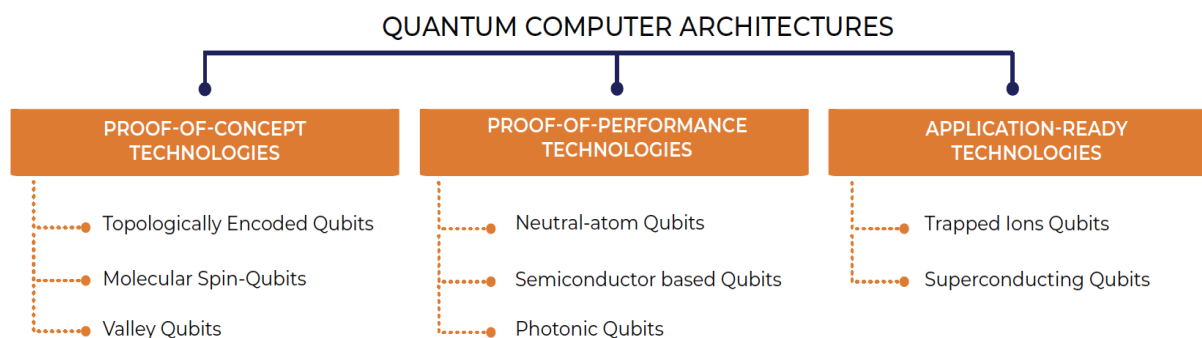 QUANTUM COMPUTER ARCHITECTURES
PROOF-OF-CONCEPT
TECHNOLOGIES
Topologically Encoded Qubits
Molecular Spin-Qubits
Valley Qubits
PROOF-OF-PERFORMANCE
TECHNOLOGIES
Neutral-atom Qubits
Semiconductor based Qubits
Photonic Qubits
APPLICATION-READY
TECHNOLOGIES
Trapped Ions Qubits
Superconducting Qubits